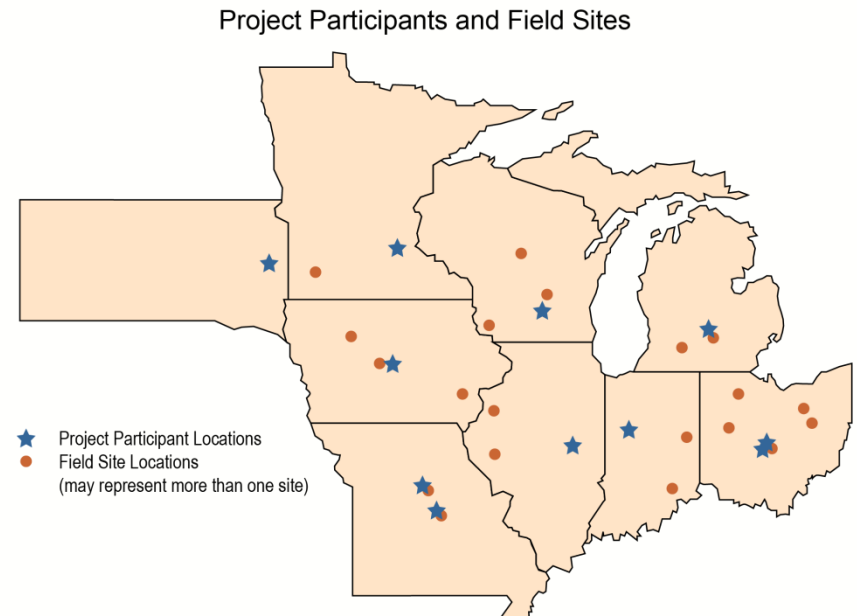 Project Participants and Field Sites
Project Participant Locations
Field Site Locations
(may represent more than one site)